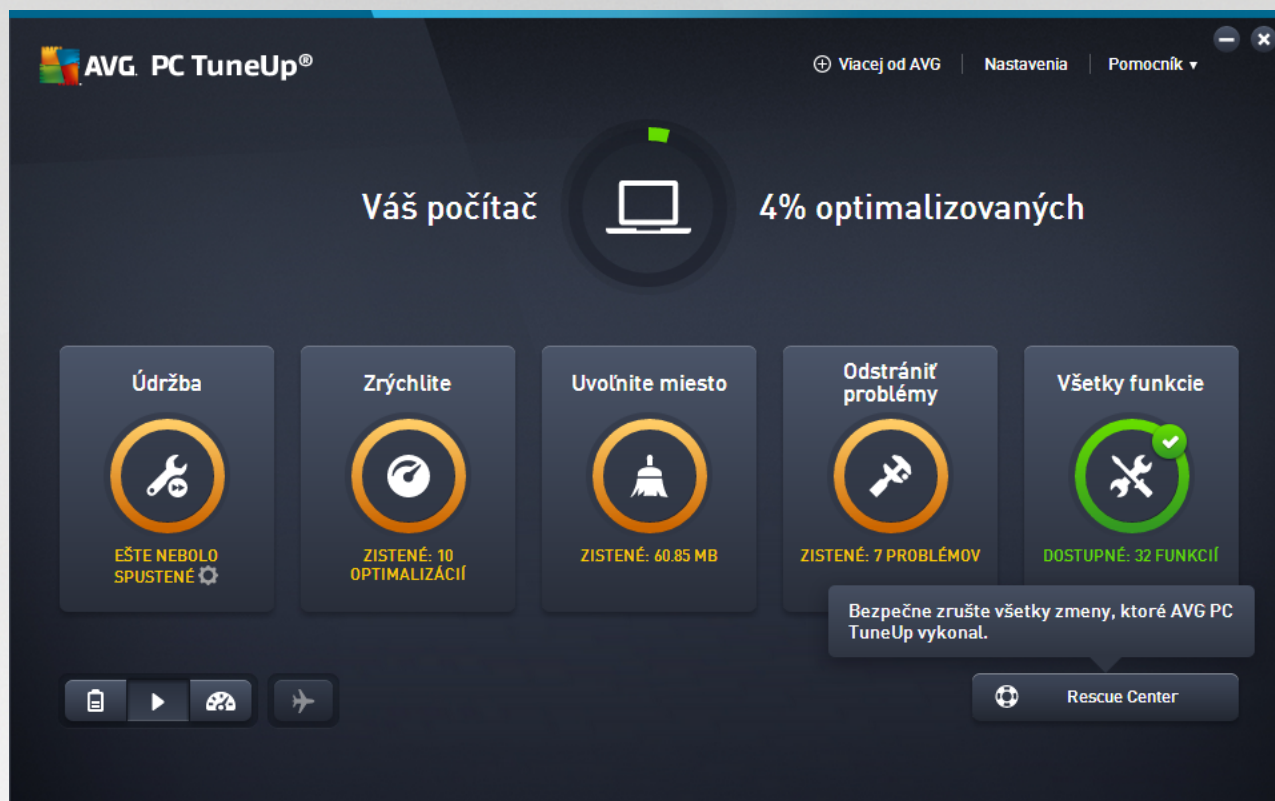 AVG. PC TuneUp®
Viacej od AVG
Nastavenia
Pomocník
Váš počítač
4% optimalizovaných
Údržba
EŠTE NEBOLO
SPUSTENÉ
Zrýchlite
ZISTENÉ: 10
OPTIMALIZÁCIÍ
Uvoľnite miesto
ZISTENÉ: 60.85 MB
Odstrániť
problémy
ZISTENÉ: 7 PROBLÉMOV
Všetky funkcie
DOSTUPNÉ: 32 FUNKCIÍ
Bezpečne zrušte všetky zmeny, ktoré AVG PC
TuneUp vykonal.
Rescue Center